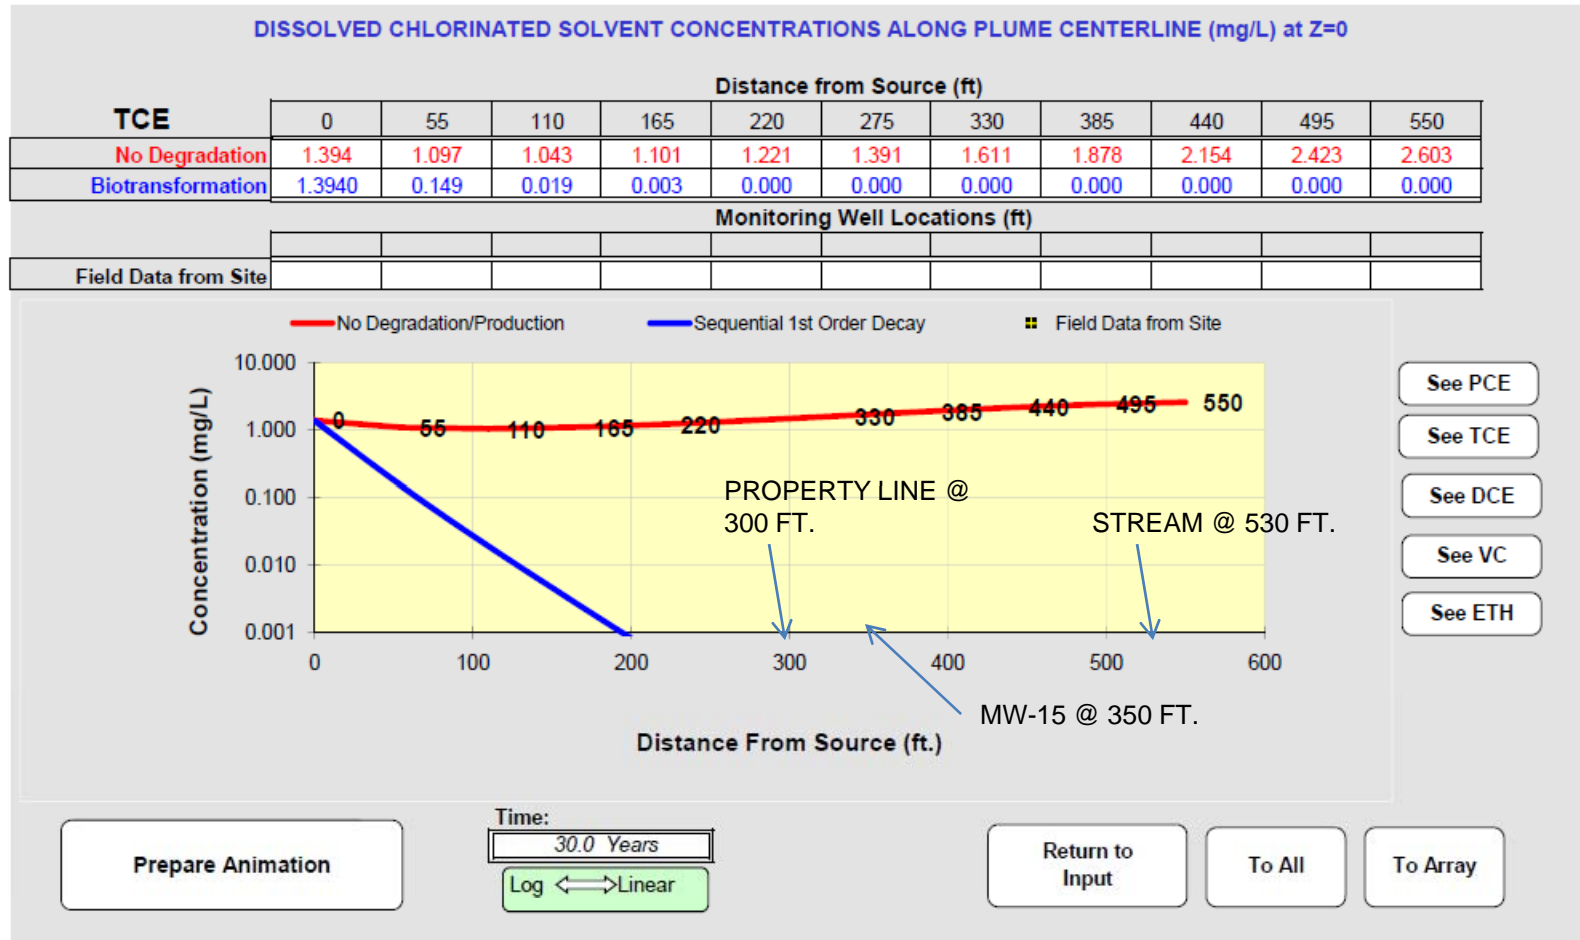 DISSOLVED CHLORINATED SOLVENT CONCENTRATIONS ALONG PLUME CENTERLINE (mg/L) at Z=0
Distance from Source (ft)
TCE 0 55 110 165 220 275 330 385 440 495 550
No Degradation 1.394 1.097 1.043 1.101 1.221 1.391 1.611 1.878 2.154 2.423 2.603
Biotransformation 1.3940 0.149 0.019 0.003 0.000 0.000 0.000 0.000 0.000 0.000 0.000
Monitoring Well Locations (ft)
Field Data from Site
No Degradation/Production Sequential 1st Order Decay Field Data from Site
Concentration (mg/L)
10.000
1.000
0.100
0.010
0.001
0 55 110 165 220 330 385 440 495 550
PROPERTY LINE @
300 FT.
STREAM @ 530 FT.
0 100 200 300 400 500 600
MW-15 @ 350 FT.
Distance From Source (ft.)
See PCE
See TCE
See DCE
See VC
See ETH
Prepare Animation
Time:
30.0 Years
Log Linear
Return to
Input
To All
To Array